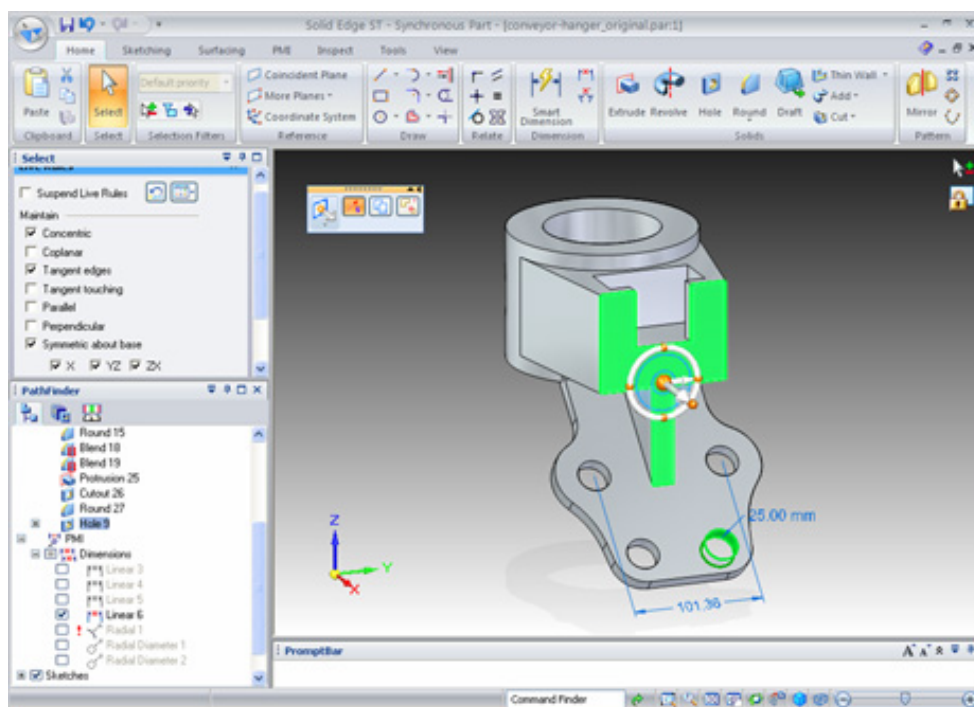 Solid Edge ST - Synchronous Part - [conveyor-hanger_original.par:1]
Home Sketching Surfacing PMI Inspect Tools View
Paste
Clipboard
Select
Select
Default priority
Selection Filters
Coincident Plane
More Planes
Coordinate System
Reference
Draw
Relate
Smart Dimension
Dimension
Extrude Revolve Hole Round Draft
Thin Wall
Add
Cut
Solids
Mirror
Pattern
Select
Live Rules
Suspend Live Rules
Maintain
Concentric
Coplanar
Tangent edges
Tangent touching
Parallel
Perpendicular
Symmetric about base
X YZ ZX
PathFinder
Round 15
Blend 18
Blend 19
Protrusion 25
Cutout 26
Round 27
Hole 9
PMI
Dimensions
Linear 3
Linear 4
Linear 5
Linear 6
Radial 1
Radial Diameter 1
Radial Diameter 2
Sketches
25.00 mm
101.36
Z
Y
X
PromptBar
Command Finder